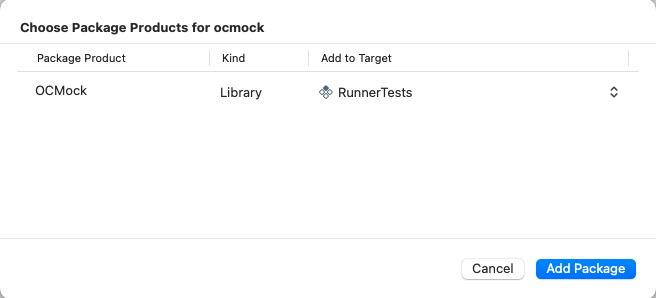 Choose Package Products for ocmock
Package Product Kind Add to Target
OCMock Library RunnerTests
Cancel Add Package